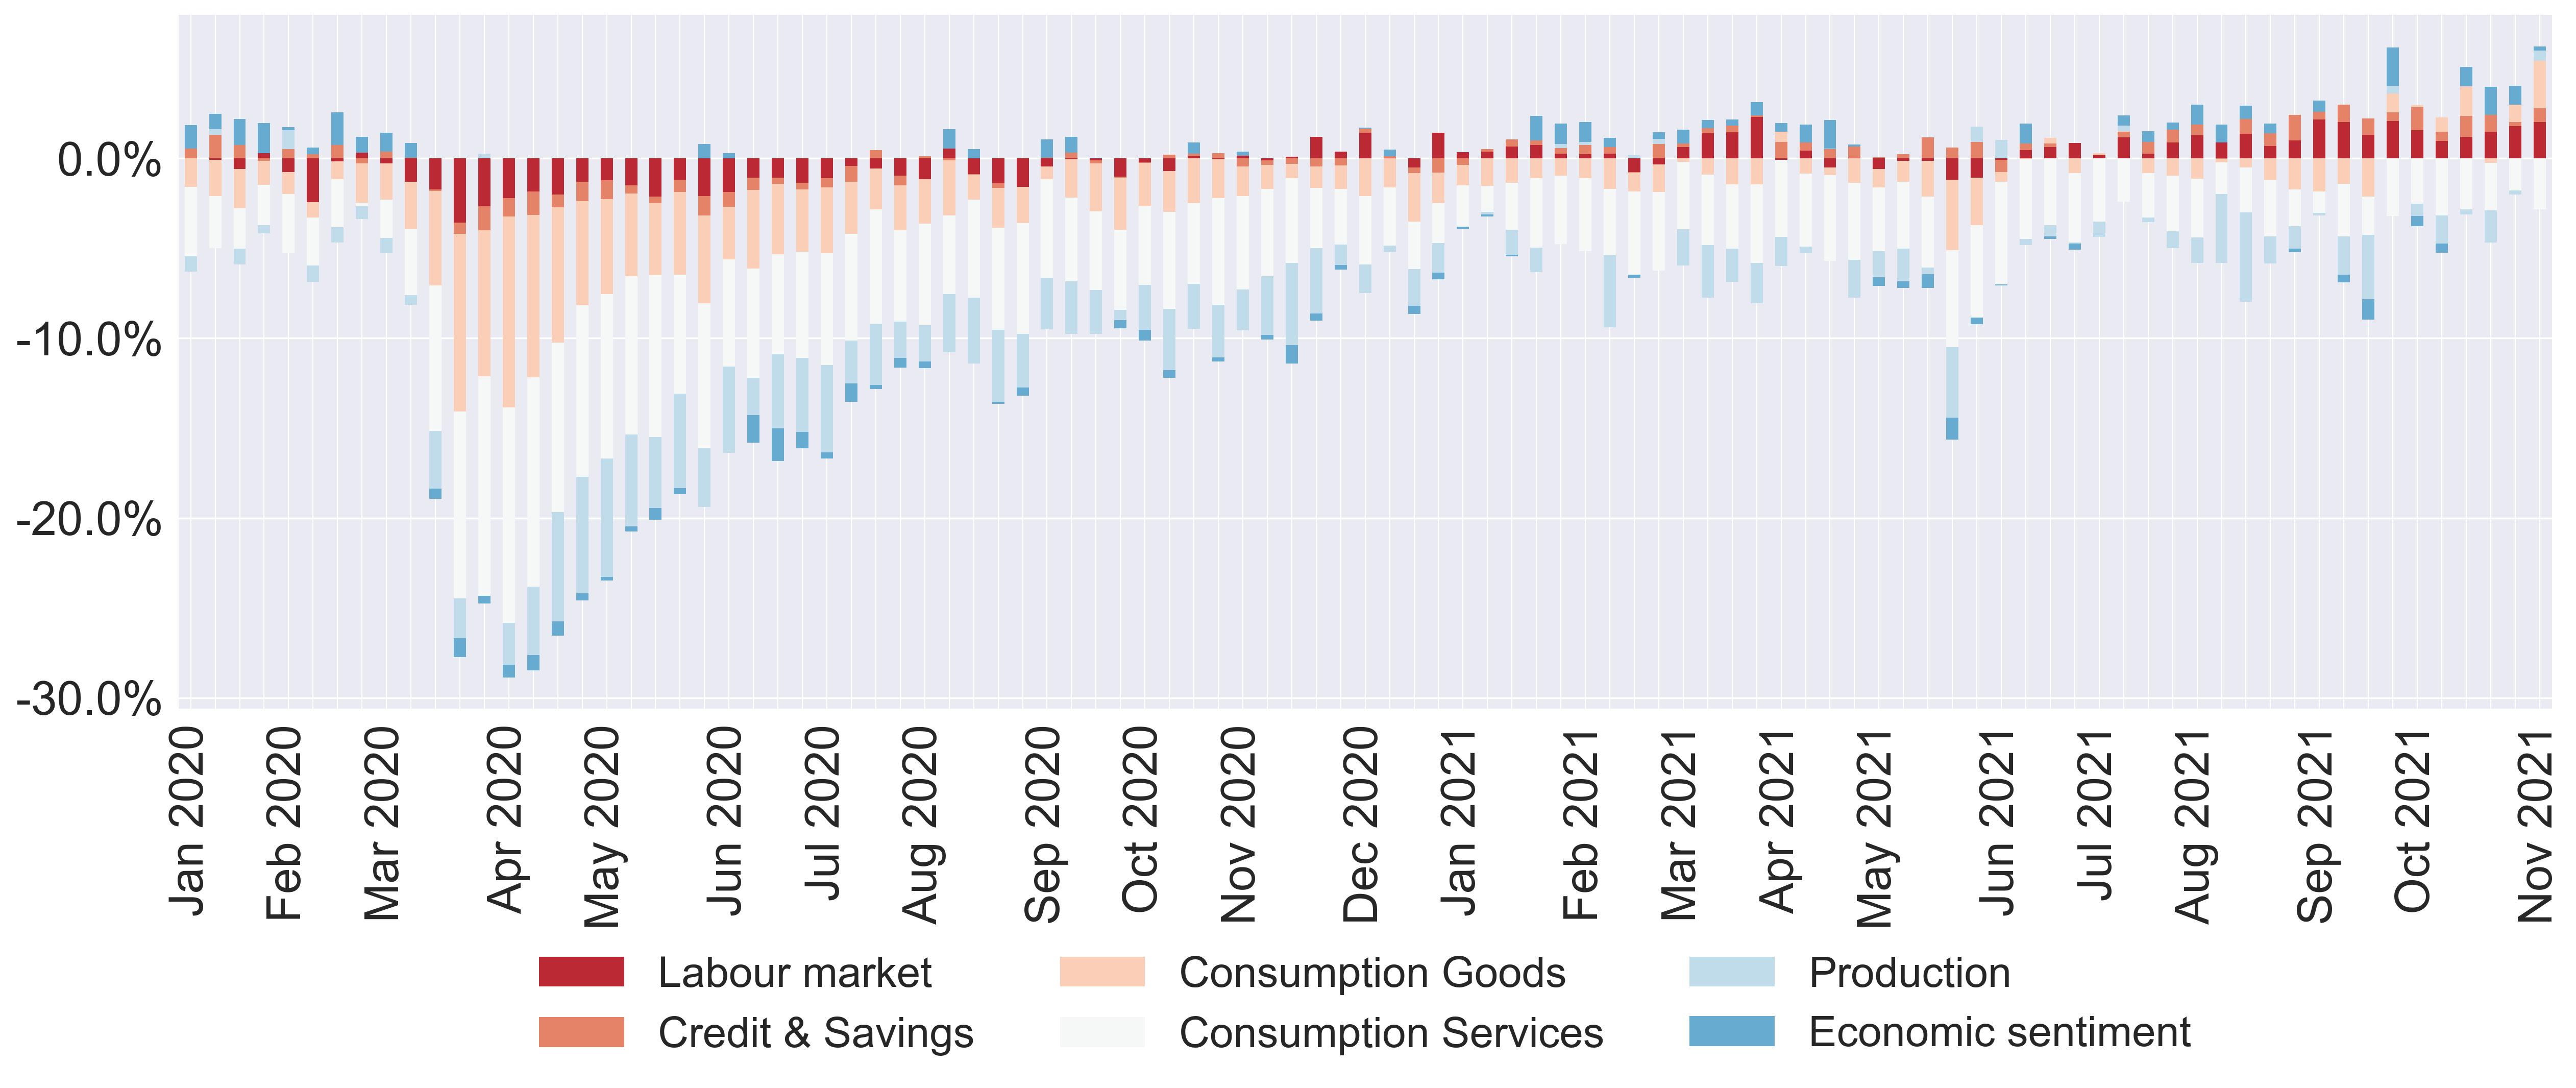 0.0%
-10.0%
-20.0%
-30.0%
Jan 2020
Feb 2020
Mar 2020
Apr 2020
May 2020
Jun 2020
Jul 2020
Aug 2020
Sep 2020
Oct 2020
Nov 2020
Dec 2020
Jan 2021
Feb 2021
Mar 2021
Apr 2021
May 2021
Jun 2021
Jul 2021
Aug 2021
Sep 2021
Oct 2021
Nov 2021
Labour market
Credit & Savings
Consumption Goods
Consumption Services
Production
Economic sentiment